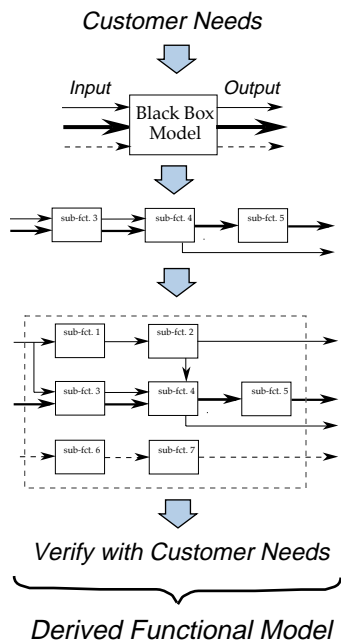 Customer Needs
Input
Output
Black Box
Model
sub-fct. 3
sub-fct. 4
sub-fct. 5
sub-fct. 1
sub-fct. 2
sub-fct. 3
sub-fct. 4
sub-fct. 5
sub-fct. 6
sub-fct. 7
Verify with Customer Needs
Derived Functional Model